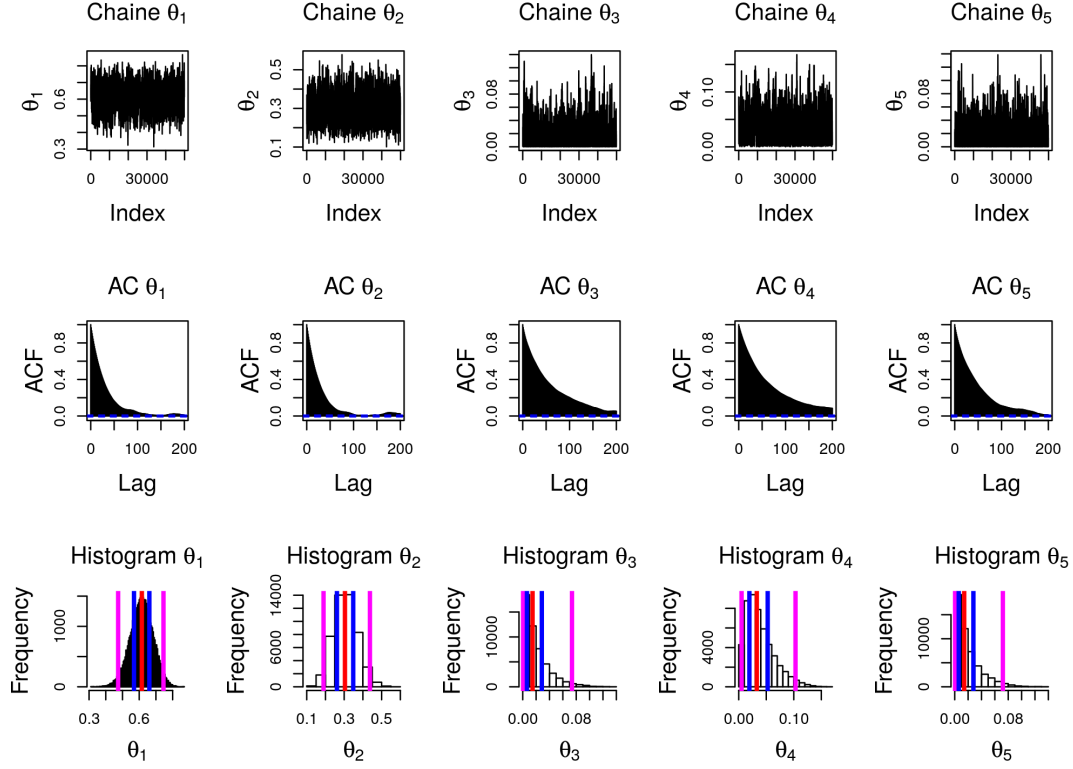 Chaine θ1 Chaine θ2 Chaine θ3 Chaine θ4 Chaine θ5
θ1 0.3 0.6 θ2 0.1 0.3 0.5 θ3 0.00 0.08 θ4 0.00 0.10 θ5 0.00 0.08
0 30000 0 30000 0 30000 0 30000 0 30000
Index Index Index Index Index
AC θ1 AC θ2 AC θ3 AC θ4 AC θ5
ACF 0.0 0.4 0.8 ACF 0.0 0.4 0.8 ACF 0.0 0.4 0.8 ACF 0.0 0.4 0.8 ACF 0.0 0.4 0.8
0 100 200 0 100 200 0 100 200 0 100 200 0 100 200
Lag Lag Lag Lag Lag
Histogram θ1 Histogram θ2 Histogram θ3 Histogram θ4 Histogram θ5
Frequency 0 1000 Frequency 0 6000 14000 Frequency 0 10000 Frequency 0 4000 Frequency 0 10000
0.3 0.6 0.1 0.3 0.5 0.00 0.08 0.00 0.10 0.00 0.08
θ1 θ2 θ3 θ4 θ5